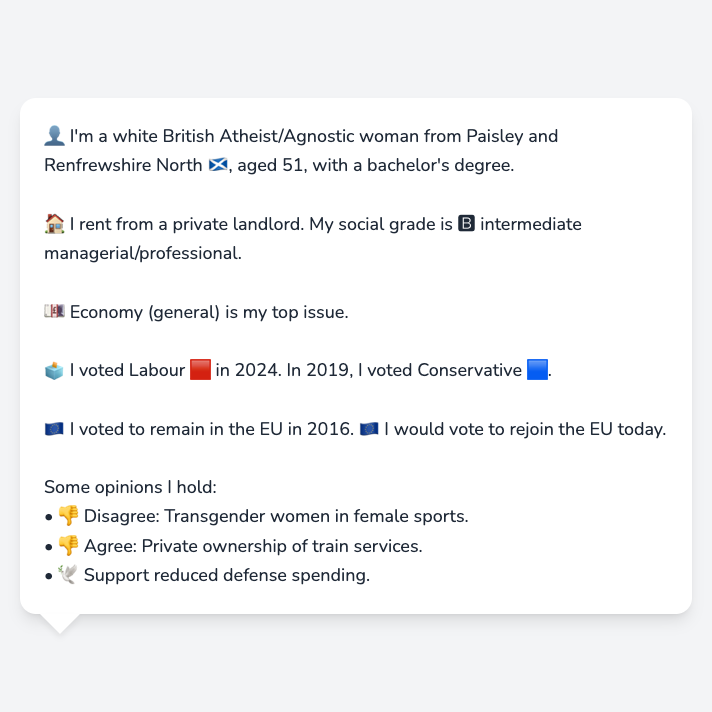 👤 I'm a white British Atheist/Agnostic woman from Paisley and
Renfrewshire North 🏴󠁧󠁢󠁳󠁣󠁴󠁿, aged 51, with a bachelor's degree.
🏠 I rent from a private landlord. My social grade is 🅱 intermediate
managerial/professional.
💷 Economy (general) is my top issue.
🗳️ I voted Labour 🟥 in 2024. In 2019, I voted Conservative 🟦.
🇪🇺 I voted to remain in the EU in 2016. 🇪🇺 I would vote to rejoin the EU today.
Some opinions I hold:
• 👎 Disagree: Transgender women in female sports.
• 👎 Agree: Private ownership of train services.
• 🕊️ Support reduced defense spending.